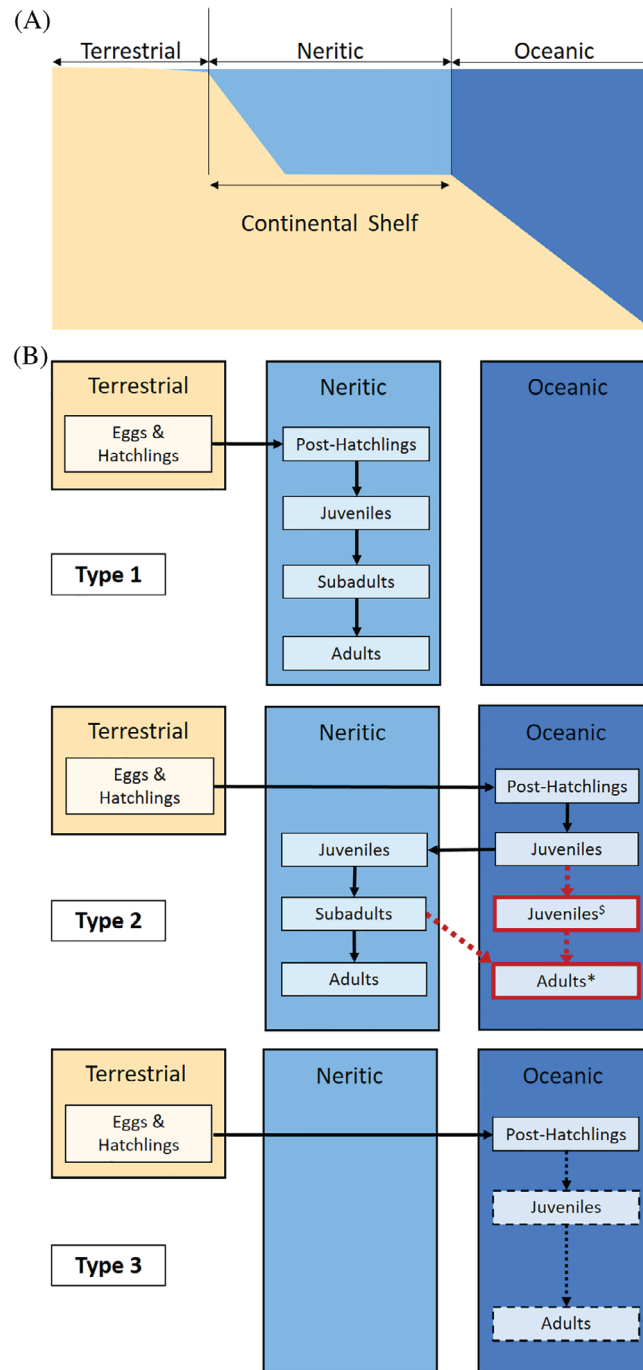 (A)
Terrestrial Neritic Oceanic
Continental Shelf
(B)
Terrestrial Neritic Oceanic
Eggs &
Hatchlings
Post-Hatchlings
Juveniles
Type 1
Subadults
Adults
Terrestrial Neritic Oceanic
Eggs &
Hatchlings
Post-Hatchlings
Juveniles Juveniles
Type 2
Subadults Juveniles$
Adults Adults*
Terrestrial Neritic Oceanic
Eggs &
Hatchlings
Post-Hatchlings
Juveniles
Type 3
Adults